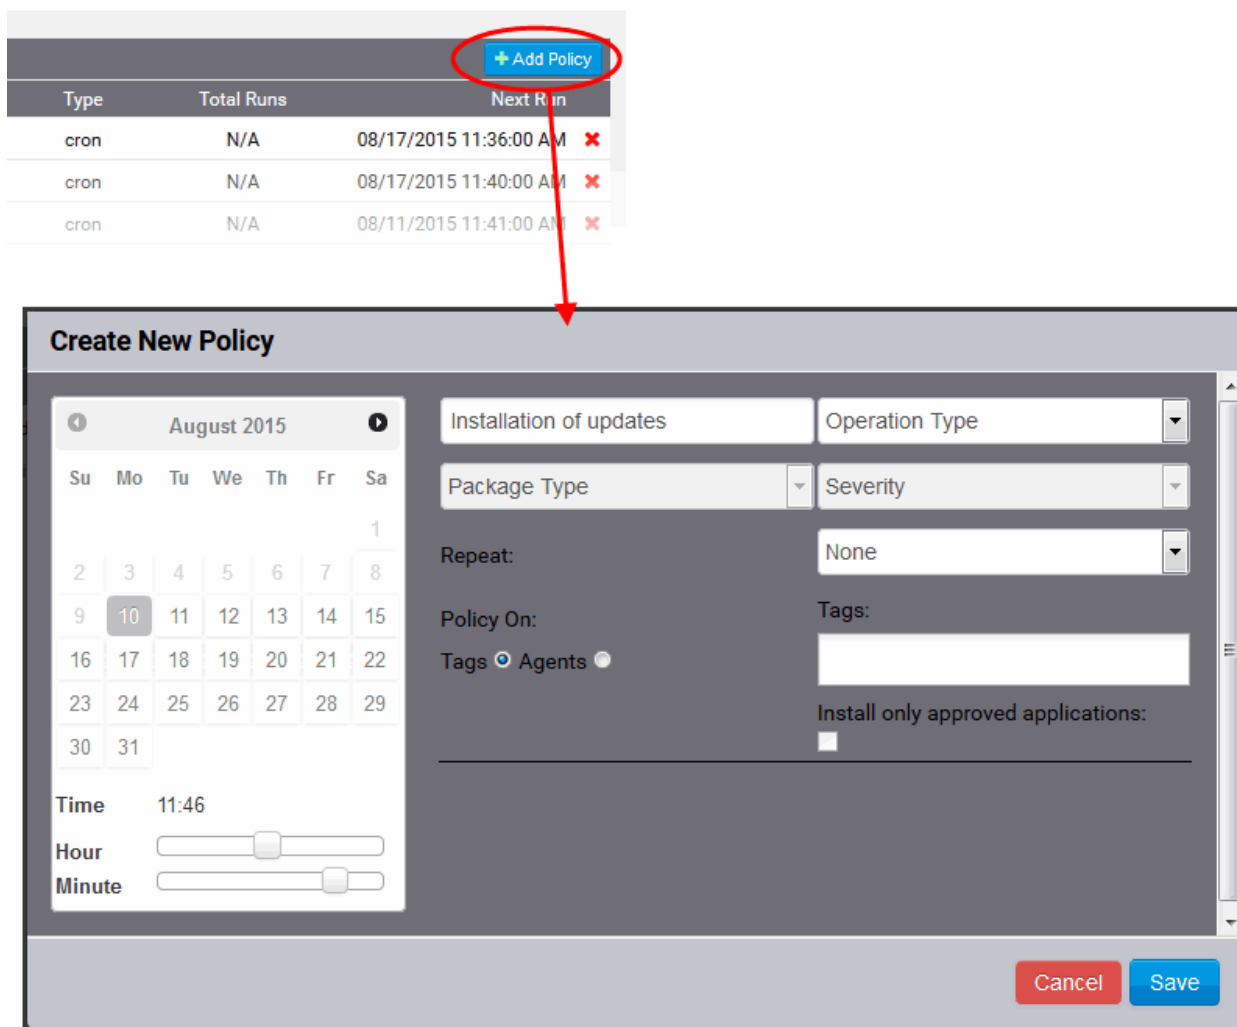 + Add Policy
Type Total Runs Next Run
cron N/A 08/17/2015 11:36:00 AM
cron N/A 08/17/2015 11:40:00 AM
cron N/A 08/11/2015 11:41:00 AM
Create New Policy
August 2015
Su Mo Tu We Th Fr Sa
1
2 3 4 5 6 7 8
9 10 11 12 13 14 15
16 17 18 19 20 21 22
23 24 25 26 27 28 29
30 31
Time 11:46
Hour
Minute
Installation of updates Operation Type
Package Type Severity
Repeat: None
Policy On: Tags:
Tags Agents
Install only approved applications:
Cancel Save